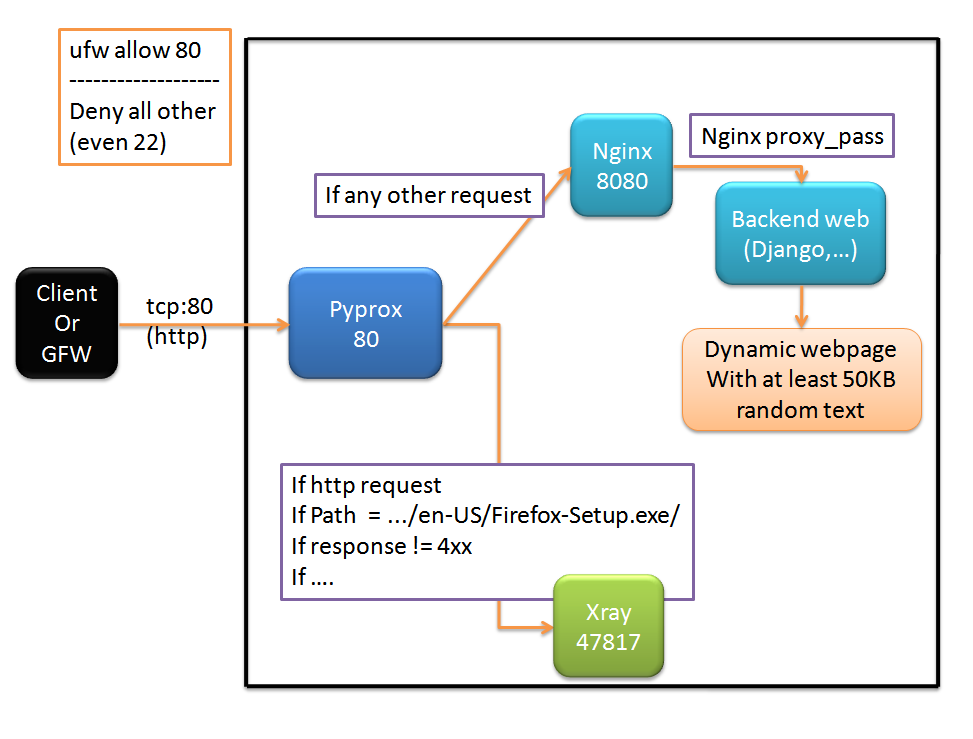 ufw allow 80
-------------------
Deny all other
(even 22)
Nginx
8080
Nginx proxy_pass
If any other request
Backend web
(Django,...)
Client
Or
GFW
tcp:80
(http)
Pyprox
80
Dynamic webpage
With at least 50KB
random text
If http request
If Path = .../en-US/Firefox-Setup.exe/
If response != 4xx
If ....
Xray
47817